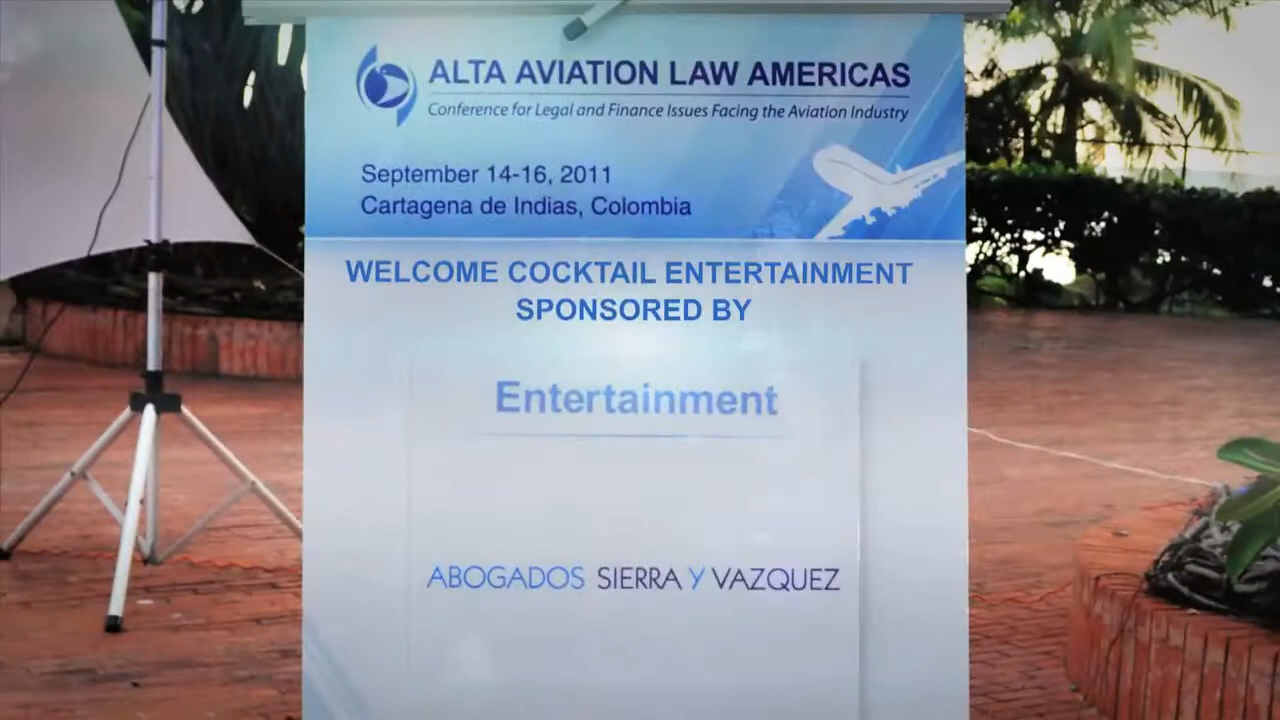 ALTA AVIATION LAW AMERICAS
Conference for Legal and Finance Issues Facing the Aviation Industry
September 14-16, 2011
Cartagena de Indias, Colombia
WELCOME COCKTAIL ENTERTAINMENT
SPONSORED BY
Entertainment
ABOGADOS SIERRA Y VAZQUEZ